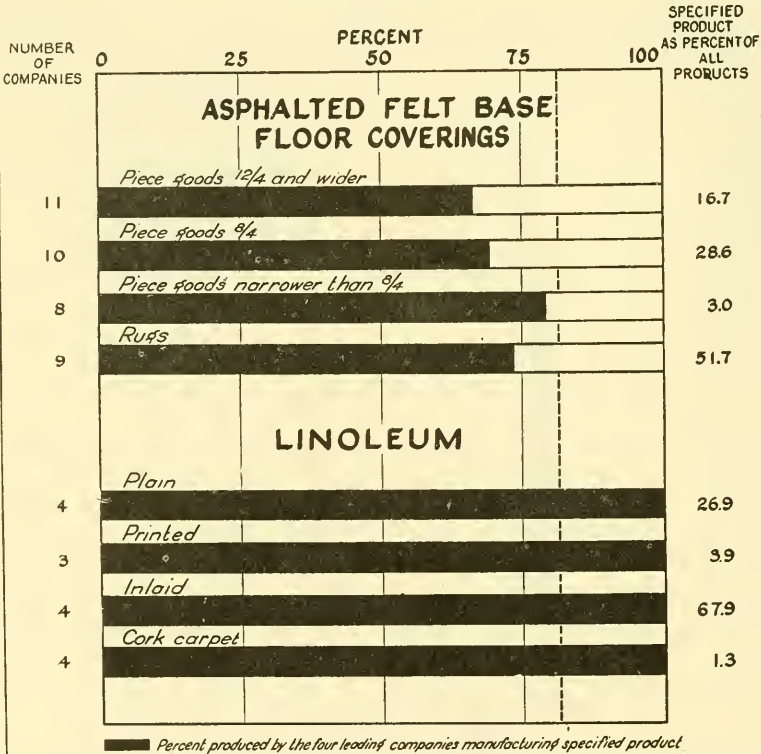 NUMBER
OF
COMPANIES
PERCENT
0 25 50 75 100
SPECIFIED
PRODUCT
AS PERCENT OF
ALL
PRODUCTS
ASPHALTED FELT BASE
FLOOR COVERINGS
Piece goods 12/4 and wider
11 16.7
Piece goods 8/4
10 28.6
Piece goods narrower than 8/4
8 3.0
Rugs
9 51.7
LINOLEUM
Plain
4 26.9
Printed
3 3.9
Inlaid
4 67.9
Cork carpet
4 1.3
Percent produced by the four leading companies manufacturing specified product